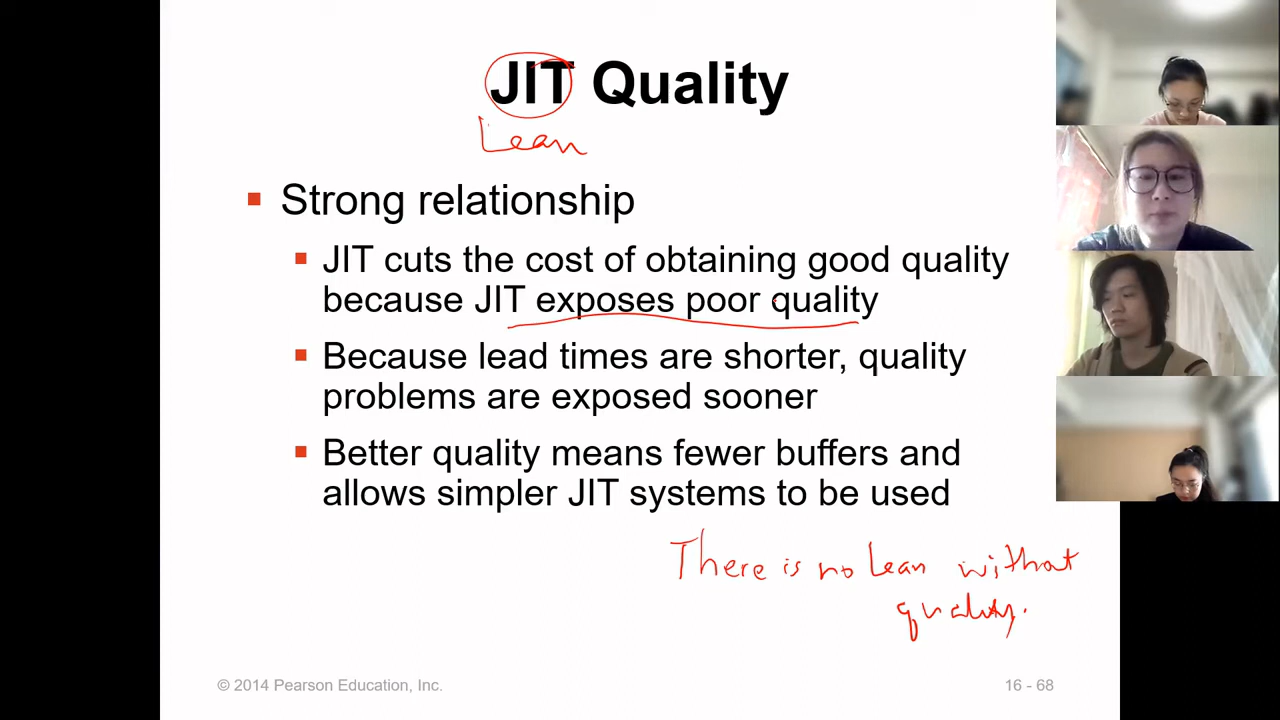 JIT Quality
Lean
▪ Strong relationship
▪ JIT cuts the cost of obtaining good quality
because JIT exposes poor quality
▪ Because lead times are shorter, quality
problems are exposed sooner
▪ Better quality means fewer buffers and
allows simpler JIT systems to be used
There is no Lean without
quality.
© 2014 Pearson Education, Inc.
16 - 68